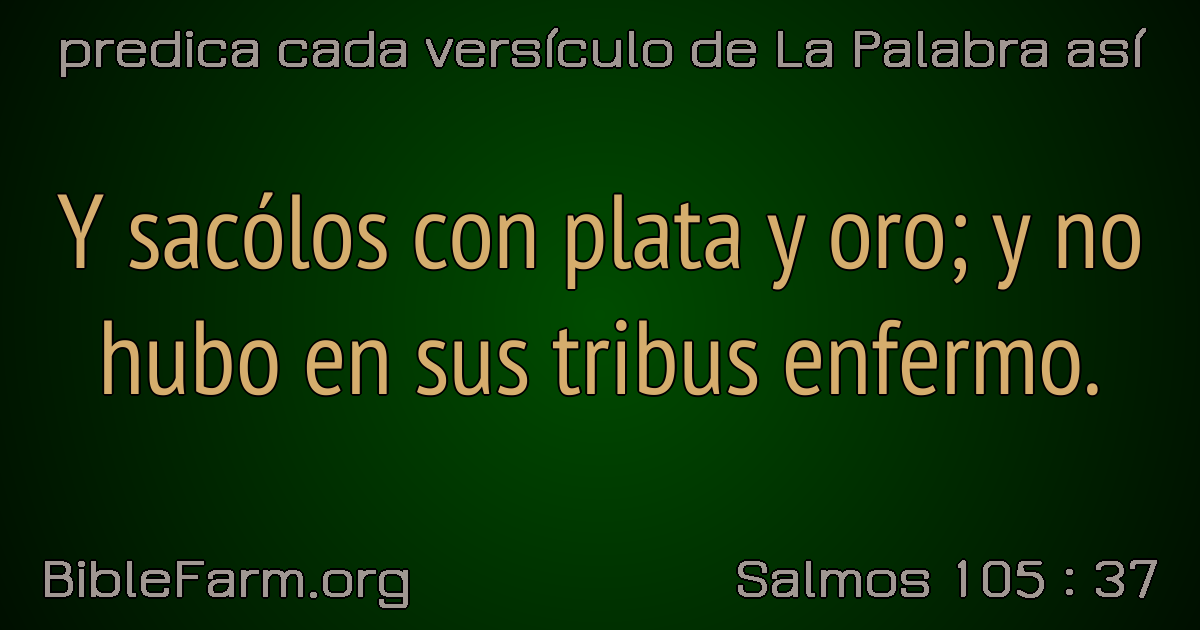 predica cada versículo de La Palabra así
Y sacólos con plata y oro; y no
hubo en sus tribus enfermo.
BibleFarm.org
Salmos 105 : 37